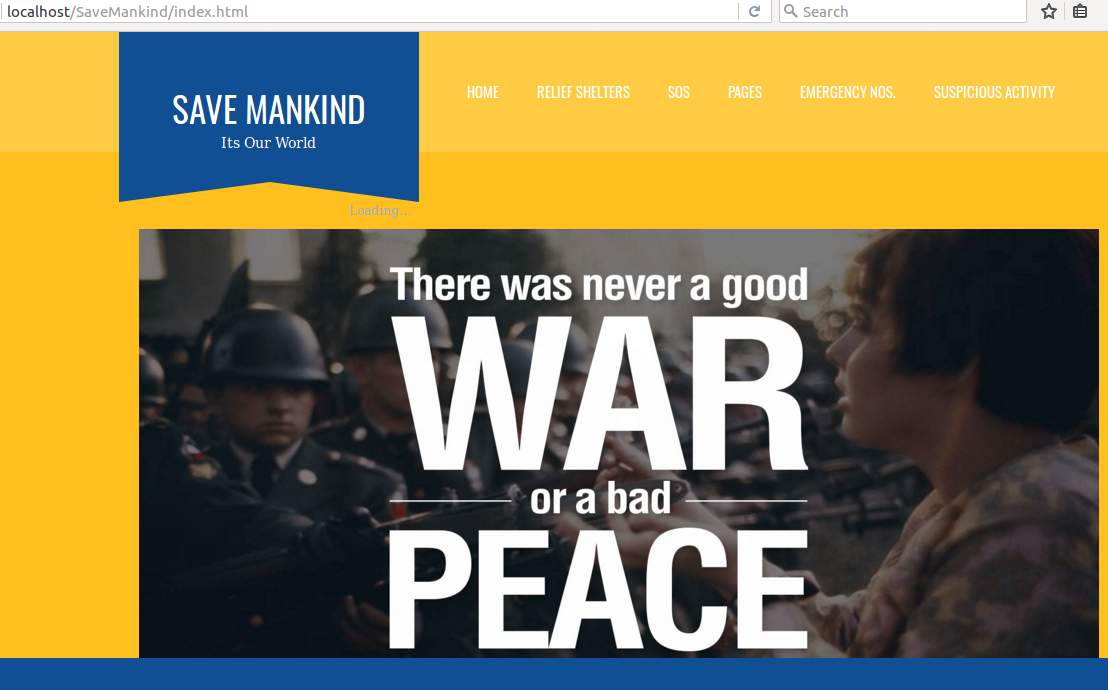 localhost/SaveMankind/index.html
Search
SAVE MANKIND
Its Our World
HOME
RELIEF SHELTERS
SOS
PAGES
EMERGENCY NOS.
SUSPICIOUS ACTIVITY
Loading...
There was never a good
WAR
or a bad
PEACE